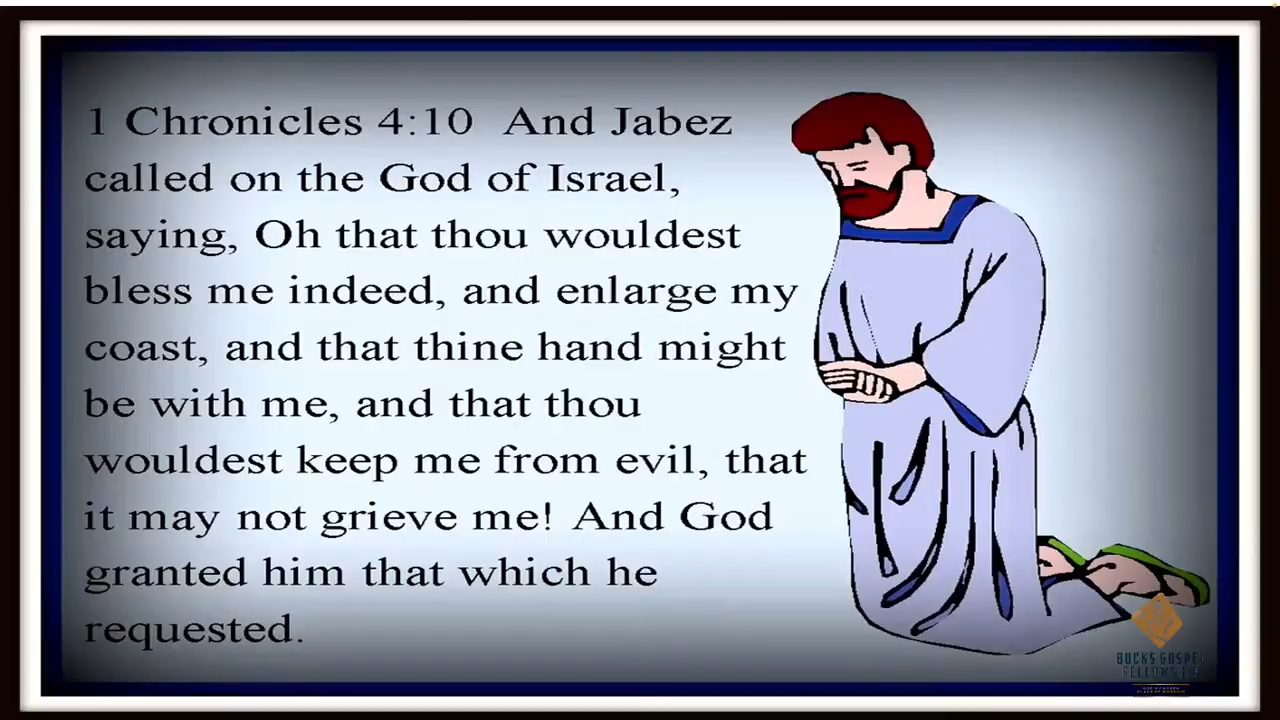 1 Chronicles 4:10 And Jabez
called on the God of Israel,
saying, Oh that thou wouldest
bless me indeed, and enlarge my
coast, and that thine hand might
be with me, and that thou
wouldest keep me from evil, that
it may not grieve me! And God
granted him that which he
requested.
BUCKS GOSPEL
FELLOWSHIP